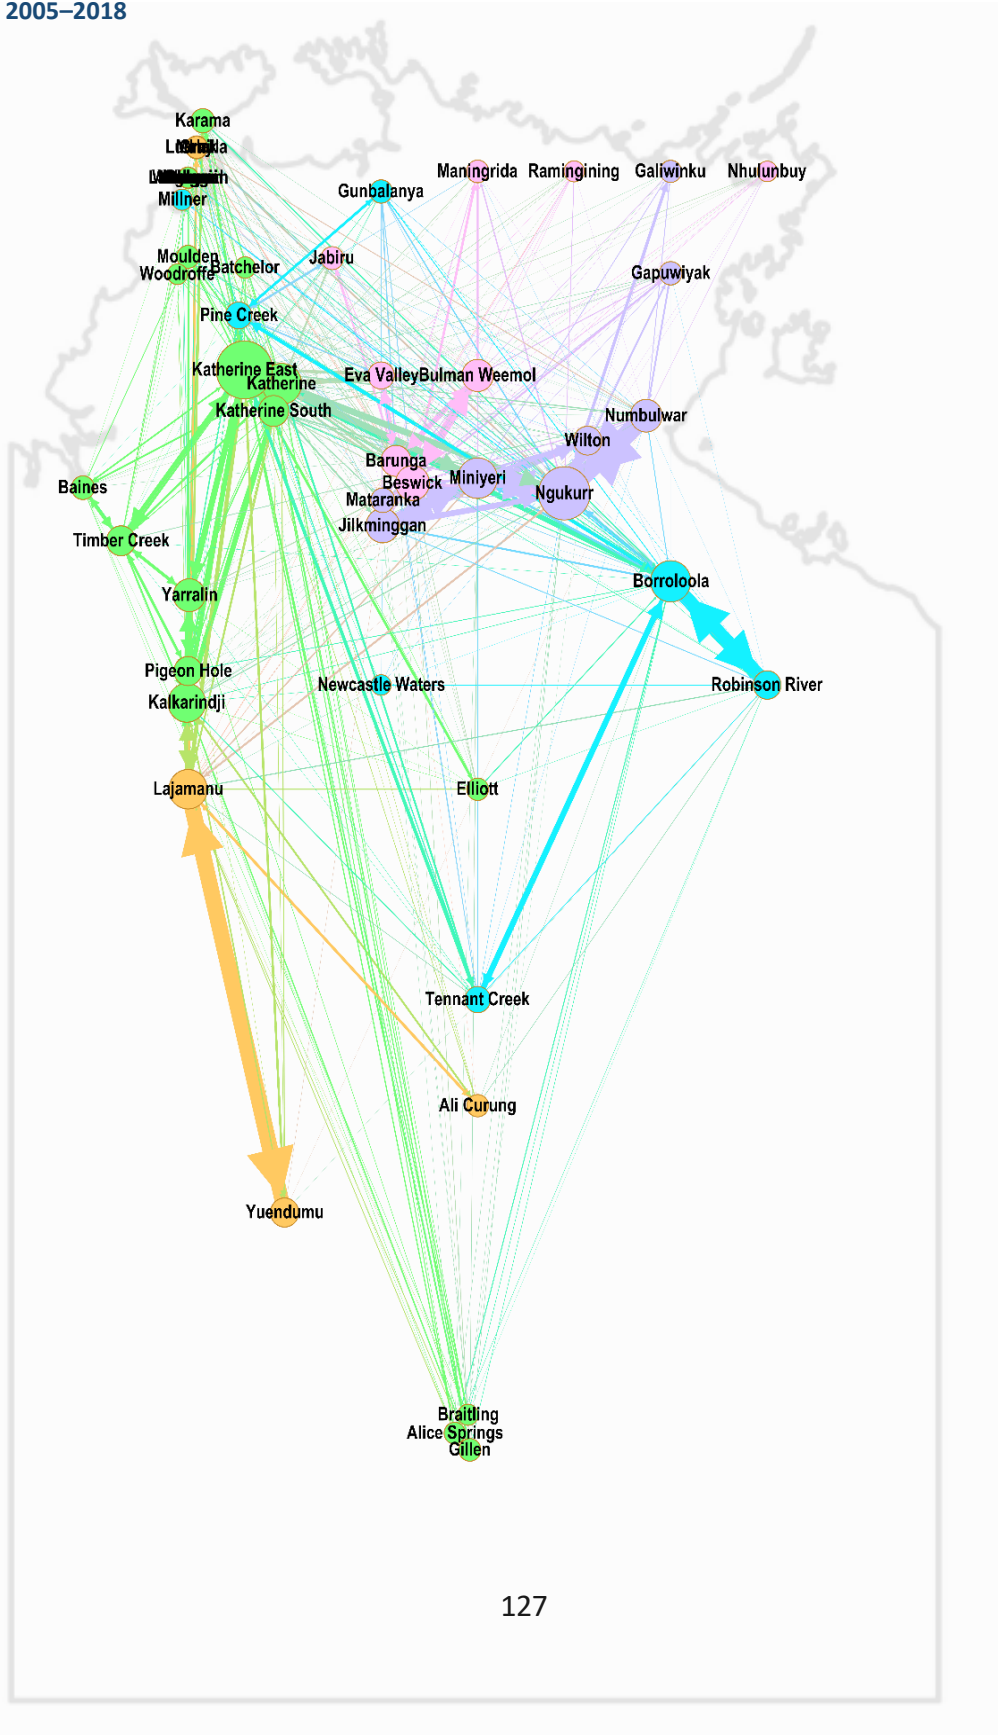 2005–2018
Karama
Millner
Maningrida
Ramingining
Galiwinku
Nhulunbuy
Gunbalanya
Moulden
Woodroffe
Batchelor
Jabiru
Gapuwiyak
Pine Creek
Katherine East
Katherine
Katherine South
Eva Valley
Bulman Weemol
Numbulwar
Wilton
Barunga
Beswick
Miniyeri
Mataranka
Ngukurr
Jilkminggan
Baines
Timber Creek
Borroloola
Yarralin
Pigeon Hole
Kalkarindji
Newcastle Waters
Robinson River
Lajamanu
Elliott
Tennant Creek
Ali Curung
Yuendumu
Braitling
Alice Springs
Gillen
127